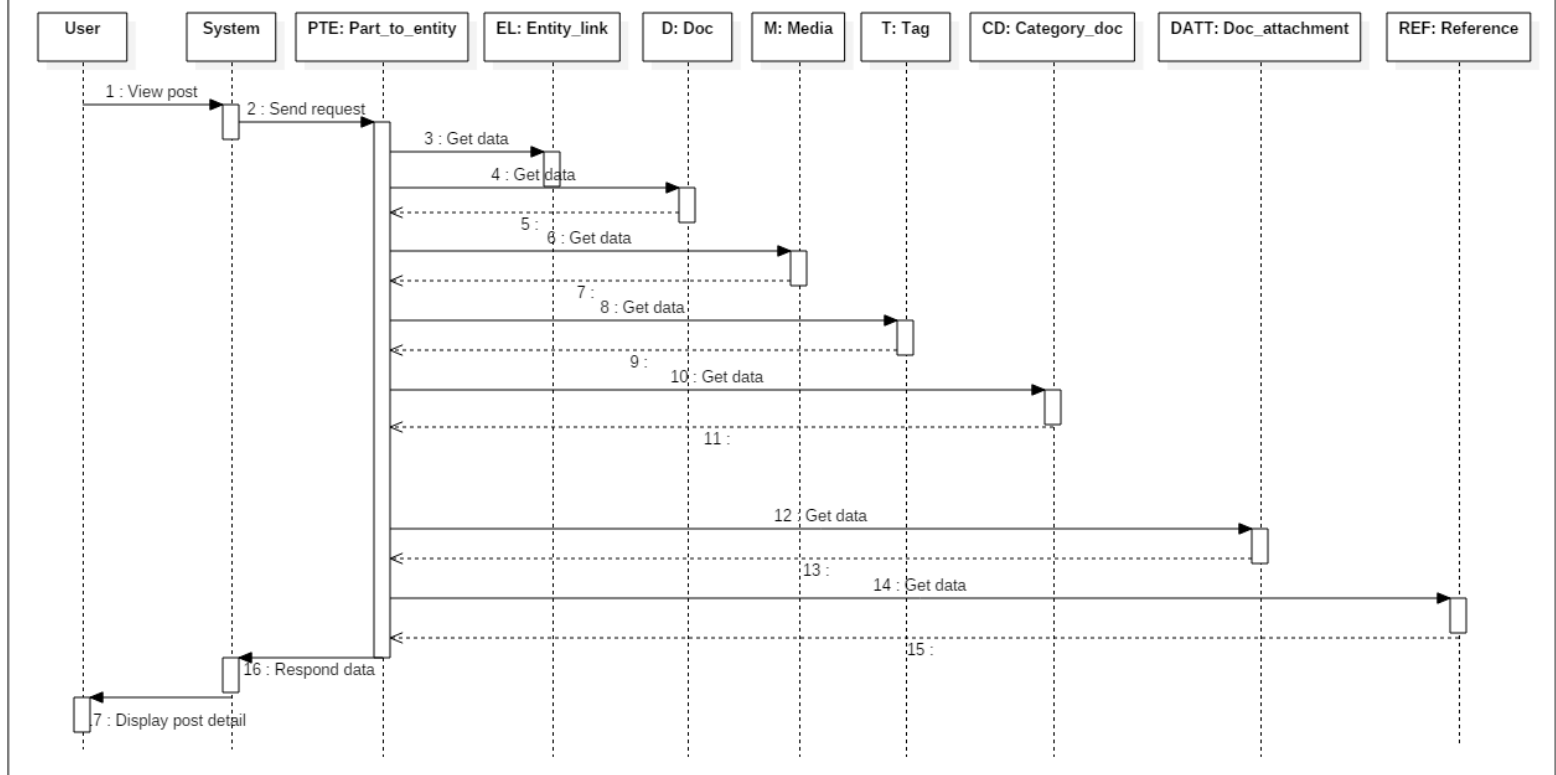 User
System
PTE: Part_to_entity
EL: Entity_link
D: Doc
M: Media
T: Tag
CD: Category_doc
DATT: Doc_attachment
REF: Reference
1 : View post
2 : Send request
3 : Get data
4 : Get data
5 :
6 : Get data
7 :
8 : Get data
9 :
10 : Get data
11 :
12 : Get data
13 :
14 : Get data
15 :
16 : Respond data
17 : Display post detail